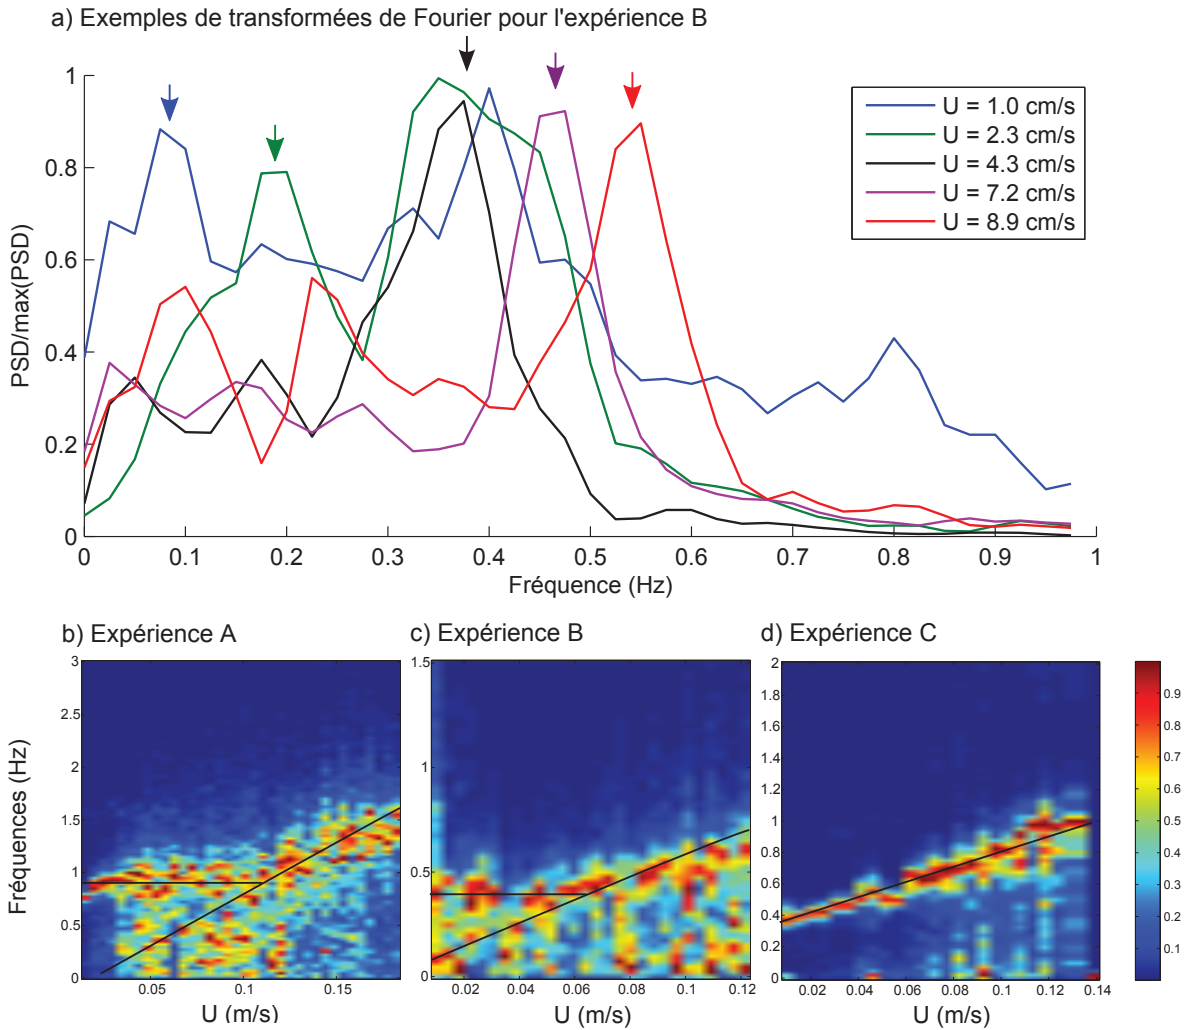 a) Exemples de transformées de Fourier pour l'expérience B
PSD/max(PSD)
1
0.8
0.6
0.4
0.2
0
0 0.1 0.2 0.3 0.4 0.5 0.6 0.7 0.8 0.9 1
Fréquence (Hz)
U = 1.0 cm/s
U = 2.3 cm/s
U = 4.3 cm/s
U = 7.2 cm/s
U = 8.9 cm/s
b) Expérience A
Fréquences (Hz)
3
2.5
2
1.5
1
0.5
0
0.05 0.1 0.15
U (m/s)
c) Expérience B
1.5
1
0.5
0
0.02 0.04 0.06 0.08 0.1 0.12
U (m/s)
d) Expérience C
2
1.8
1.6
1.4
1.2
1
0.8
0.6
0.4
0.2
0
0.02 0.04 0.06 0.08 0.10 0.12 0.14
U (m/s)
0.9
0.8
0.7
0.6
0.5
0.4
0.3
0.2
0.1